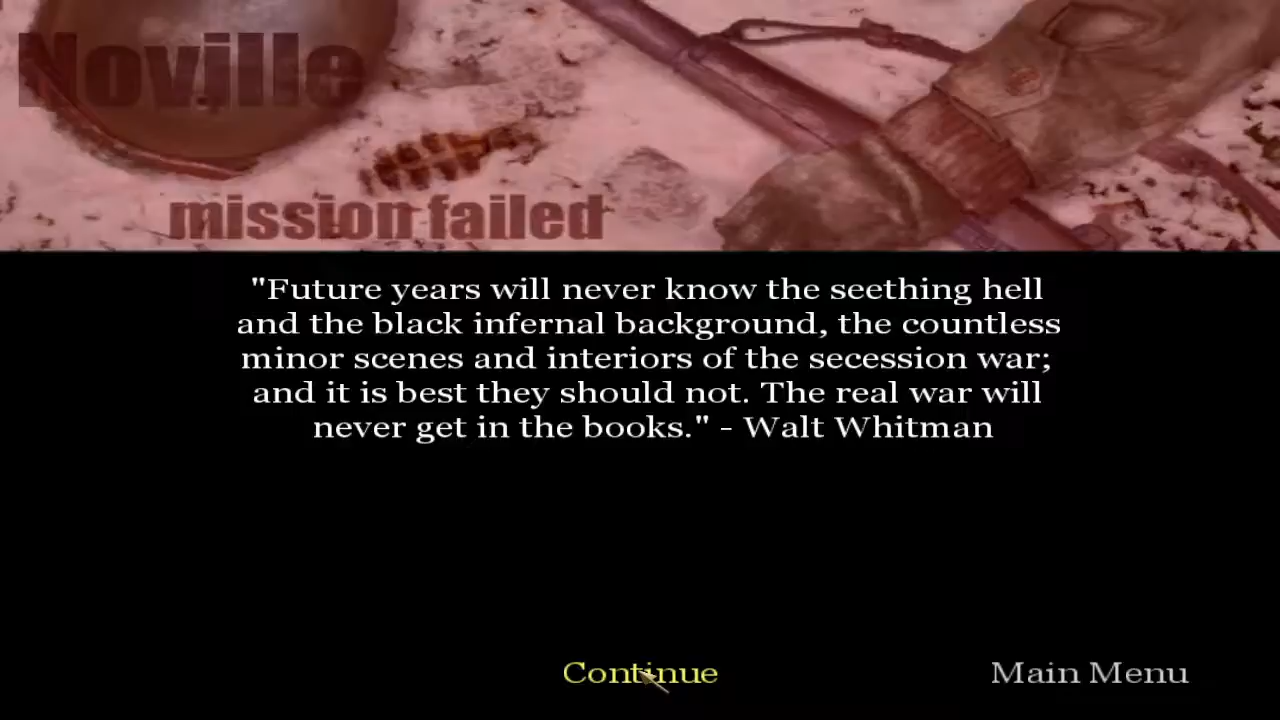 Noville
mission failed
"Future years will never know the seething hell
and the black infernal background, the countless
minor scenes and interiors of the secession war;
and it is best they should not. The real war will
never get in the books." - Walt Whitman
Continue
Main Menu